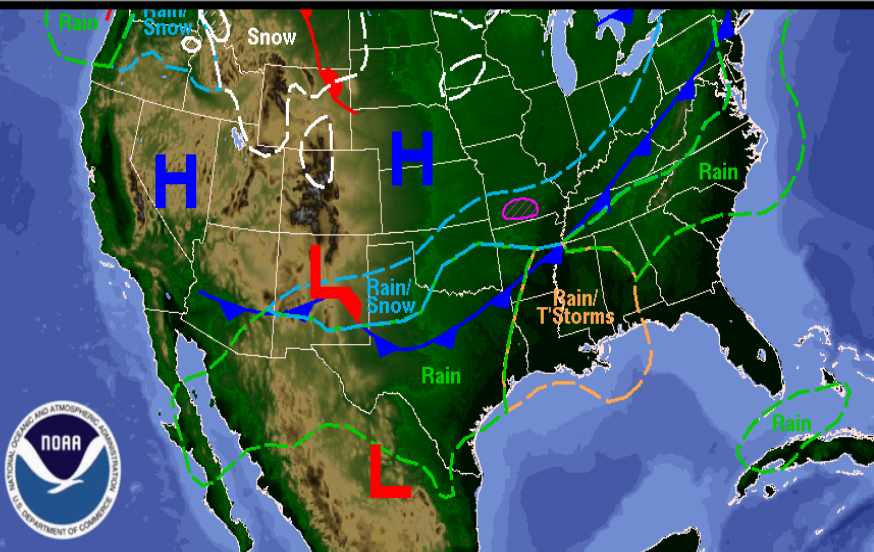 Rain
Rain/
Snow
Snow
H
H
Rain
L
Rain/
Snow
Rain/
T'Storms
Rain
Rain
L
NATIONAL OCEANIC AND ATMOSPHERIC ADMINISTRATION
NOAA
U.S. DEPARTMENT OF COMMERCE